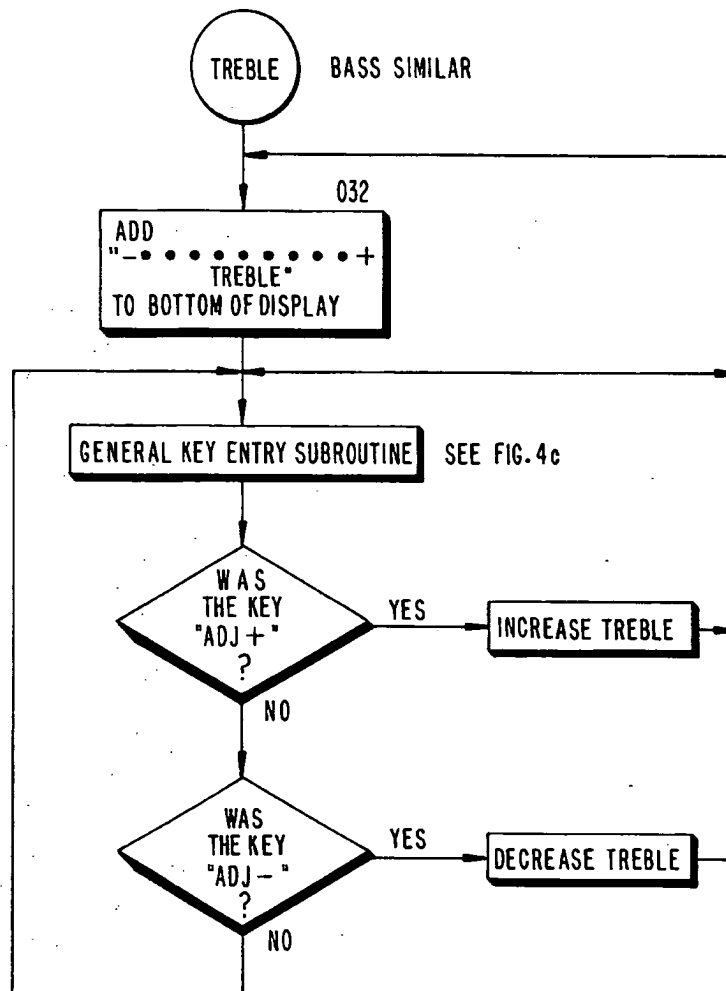 TREBLE
BASS SIMILAR
032
ADD
"-• • • • • • • • •+
TREBLE"
TO BOTTOM OF DISPLAY
GENERAL KEY ENTRY SUBROUTINE
SEE FIG. 4c
WAS
THE KEY
"ADJ+"
?
YES
INCREASE TREBLE
NO
WAS
THE KEY
"ADJ-"
?
YES
DECREASE TREBLE
NO